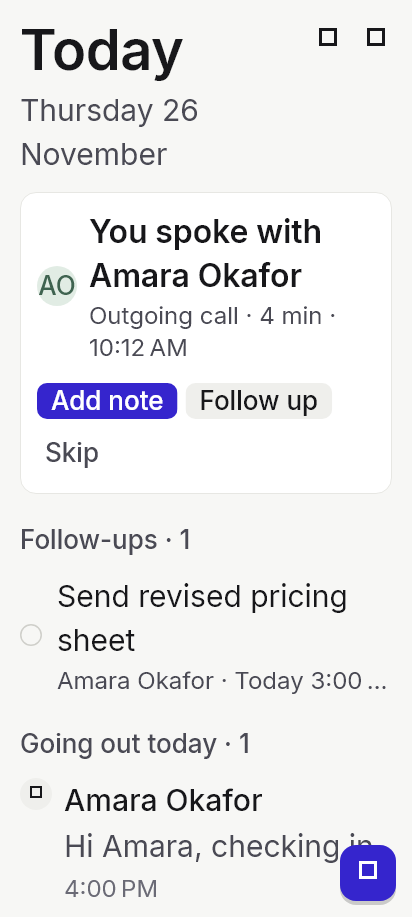 Today
Thursday 26
November
You spoke with
Amara Okafor
AO
Outgoing call · 4 min ·
10:12 AM
Add note
Follow up
Skip
Follow-ups · 1
Send revised pricing
sheet
Amara Okafor · Today 3:00 ...
Going out today · 1
Amara Okafor
Hi Amara, checking in
4:00 PM